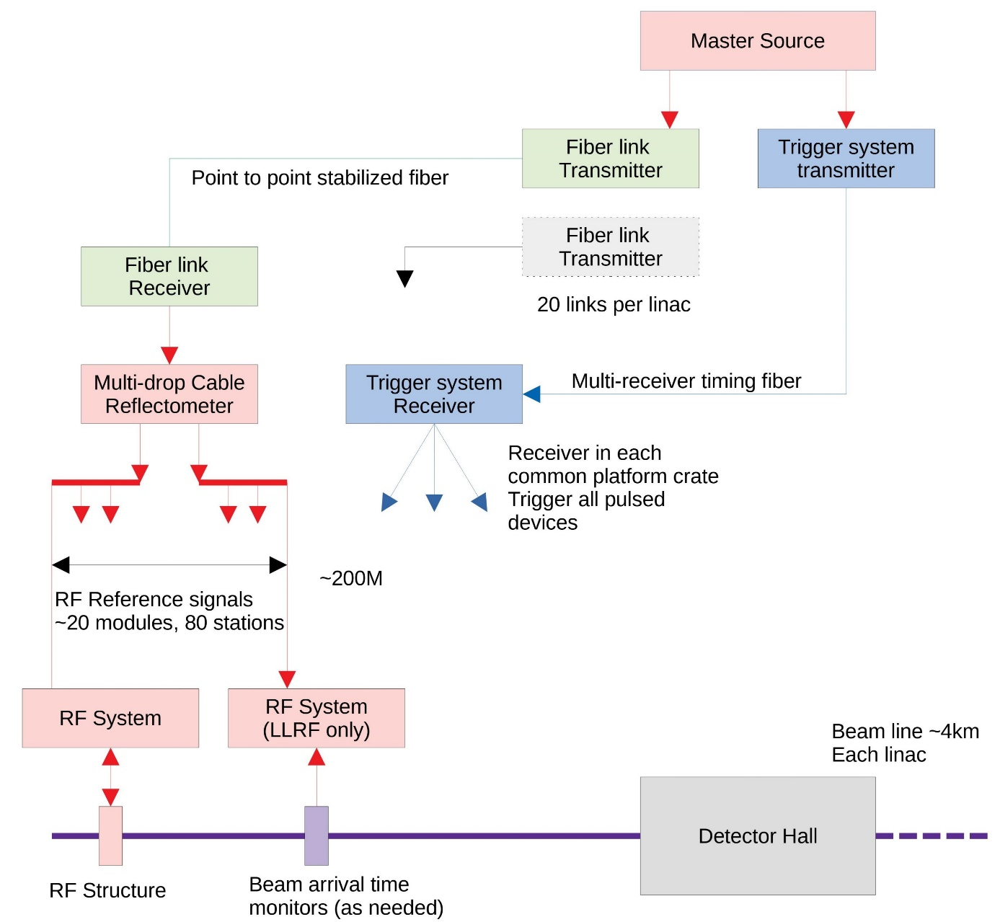 Master Source
Fiber link
Transmitter
Trigger system
transmitter
Point to point stabilized fiber
Fiber link
Transmitter
Fiber link
Receiver
20 links per linac
Multi-drop Cable
Reflectometer
Trigger system
Receiver
Multi-receiver timing fiber
Receiver in each
common platform crate
Trigger all pulsed
devices
~200M
RF Reference signals
~20 modules, 80 stations
RF System
RF System
(LLRF only)
Beam line ~4km
Each linac
Detector Hall
RF Structure
Beam arrival time
monitors (as needed)